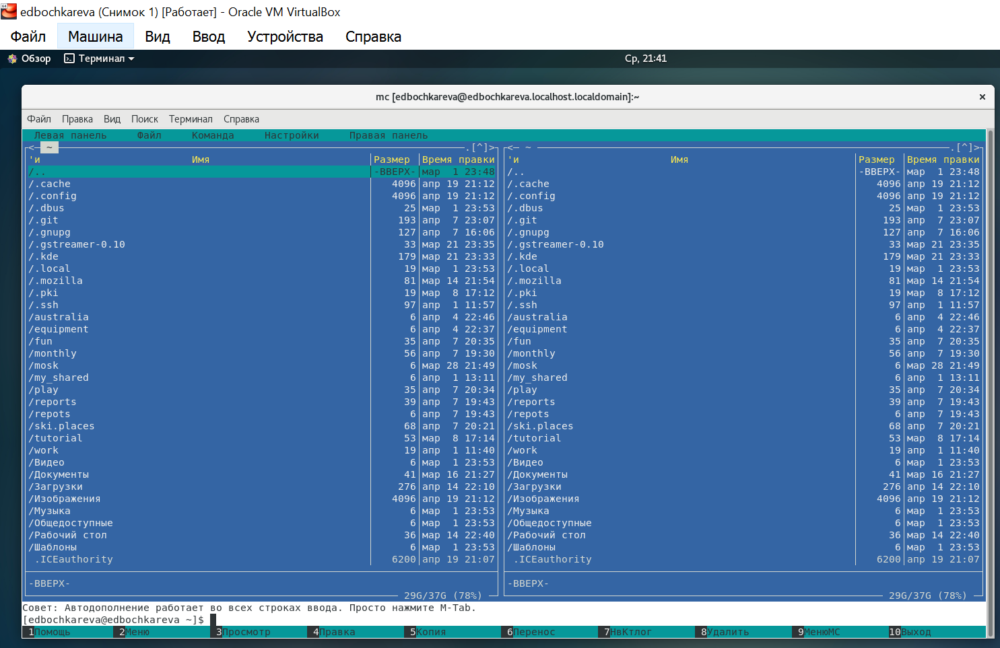 edbochkareva (Снимок 1) [Работает] - Oracle VM VirtualBox
Файл Машина Вид Ввод Устройства Справка
Обзор Терминал Ср, 21:41
mc [edbochkareva@edbochkareva.localhost.localdomain]:~ ×
Файл Правка Вид Поиск Терминал Справка
Левая панель Файл Команда Настройки Правая панель
<─ ~ .[^]> <─ ~ .[^]>
'и Имя Размер Время правки 'и Имя Размер Время правки
/.. -ВВЕРХ- мар 1 23:48 /.. -ВВЕРХ- мар 1 23:48
/.cache 4096 апр 19 21:12 /.cache 4096 апр 19 21:12
/.config 4096 апр 19 21:12 /.config 4096 апр 19 21:12
/.dbus 25 мар 1 23:53 /.dbus 25 мар 1 23:53
/.git 193 апр 7 23:07 /.git 193 апр 7 23:07
/.gnupg 127 апр 7 16:06 /.gnupg 127 апр 7 16:06
/.gstreamer-0.10 33 мар 21 23:35 /.gstreamer-0.10 33 мар 21 23:35
/.kde 179 мар 21 23:33 /.kde 179 мар 21 23:33
/.local 19 мар 1 23:53 /.local 19 мар 1 23:53
/.mozilla 81 мар 14 21:54 /.mozilla 81 мар 14 21:54
/.pki 19 мар 8 17:12 /.pki 19 мар 8 17:12
/.ssh 97 апр 1 11:57 /.ssh 97 апр 1 11:57
/australia 6 апр 4 22:46 /australia 6 апр 4 22:46
/equipment 6 апр 4 22:37 /equipment 6 апр 4 22:37
/fun 35 апр 7 20:35 /fun 35 апр 7 20:35
/monthly 56 апр 7 19:30 /monthly 56 апр 7 19:30
/mosk 6 мар 28 21:49 /mosk 6 мар 28 21:49
/my_shared 6 апр 1 13:11 /my_shared 6 апр 1 13:11
/play 35 апр 7 20:34 /play 35 апр 7 20:34
/reports 39 апр 7 19:43 /reports 39 апр 7 19:43
/repots 6 апр 7 19:43 /repots 6 апр 7 19:43
/ski.places 68 апр 7 20:21 /ski.places 68 апр 7 20:21
/tutorial 53 мар 8 17:14 /tutorial 53 мар 8 17:14
/work 19 апр 1 11:40 /work 19 апр 1 11:40
/Видео 6 мар 1 23:53 /Видео 6 мар 1 23:53
/Документы 41 мар 16 21:27 /Документы 41 мар 16 21:27
/Загрузки 276 апр 14 22:10 /Загрузки 276 апр 14 22:10
/Изображения 4096 апр 19 21:12 /Изображения 4096 апр 19 21:12
/Музыка 6 мар 1 23:53 /Музыка 6 мар 1 23:53
/Общедоступные 6 мар 1 23:53 /Общедоступные 6 мар 1 23:53
/Рабочий стол 36 мар 14 22:40 /Рабочий стол 36 мар 14 22:40
/Шаблоны 6 мар 1 23:53 /Шаблоны 6 мар 1 23:53
.ICEauthority 6200 апр 19 21:07 .ICEauthority 6200 апр 19 21:07
-ВВЕРХ- -ВВЕРХ-
29G/37G (78%) 29G/37G (78%)
Совет: Автодополнение работает во всех строках ввода. Просто нажмите M-Tab.
[edbochkareva@edbochkareva ~]$
1Помощь 2Меню 3Просмотр 4Правка 5Копия 6Перенос 7НвКтлог 8Удалить 9МенюМС 10Выход